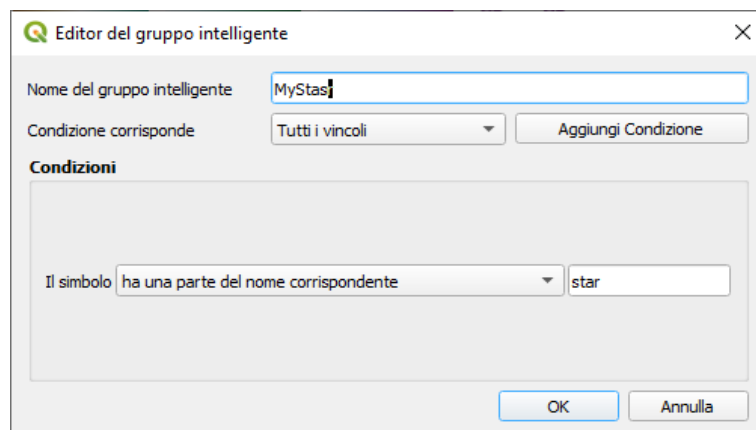 Editor del gruppo intelligente
Nome del gruppo intelligente MyStasr
Condizione corrisponde Tutti i vincoli Aggiungi Condizione
Condizioni
Il simbolo ha una parte del nome corrispondente star
OK Annulla